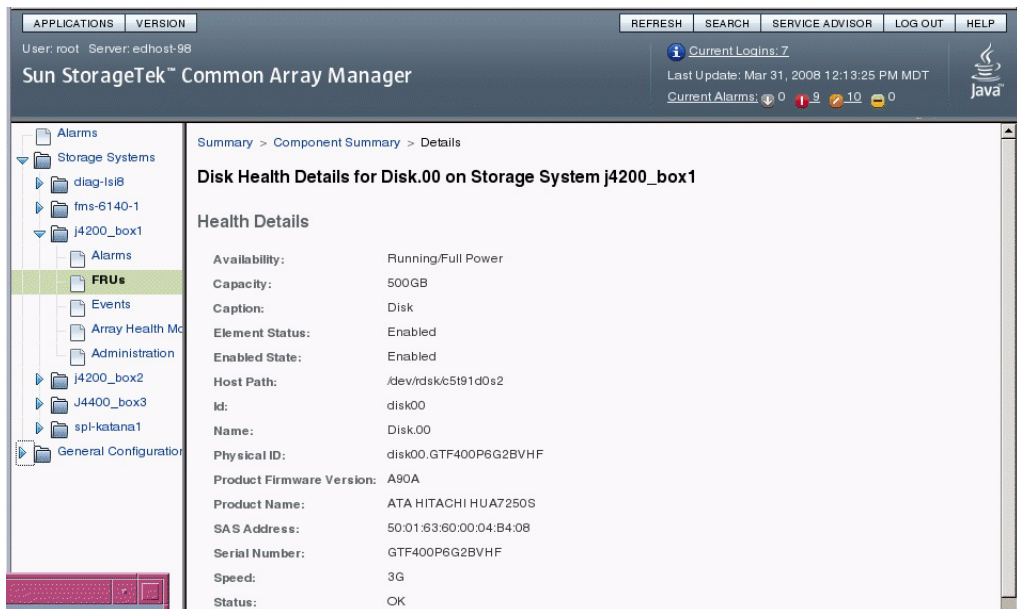 APPLICATIONS VERSION REFRESH SEARCH SERVICE ADVISOR LOG OUT HELP
User: root Server: edhost-98
Current Logins: 7
Sun StorageTek™ Common Array Manager
Last Update: Mar 31, 2008 12:13:25 PM MDT
Current Alarms: 0 9 10 0
Java™
Alarms
Storage Systems
diag-lsi8
fms-6140-1
j4200_box1
Alarms
FRUs
Events
Array Health Mo
Administration
j4200_box2
J4400_box3
spl-katana1
General Configuration
Summary > Component Summary > Details
Disk Health Details for Disk.00 on Storage System j4200_box1
Health Details
Availability: Running/Full Power
Capacity: 500GB
Caption: Disk
Element Status: Enabled
Enabled State: Enabled
Host Path: /dev/rdsk/c5t91d0s2
Id: disk00
Name: Disk.00
Physical ID: disk00.GTF400P6G2BVHF
Product Firmware Version: A90A
Product Name: ATA HITACHI HUA7250S
SAS Address: 50:01:63:60:00:04:B4:08
Serial Number: GTF400P6G2BVHF
Speed: 3G
Status: OK